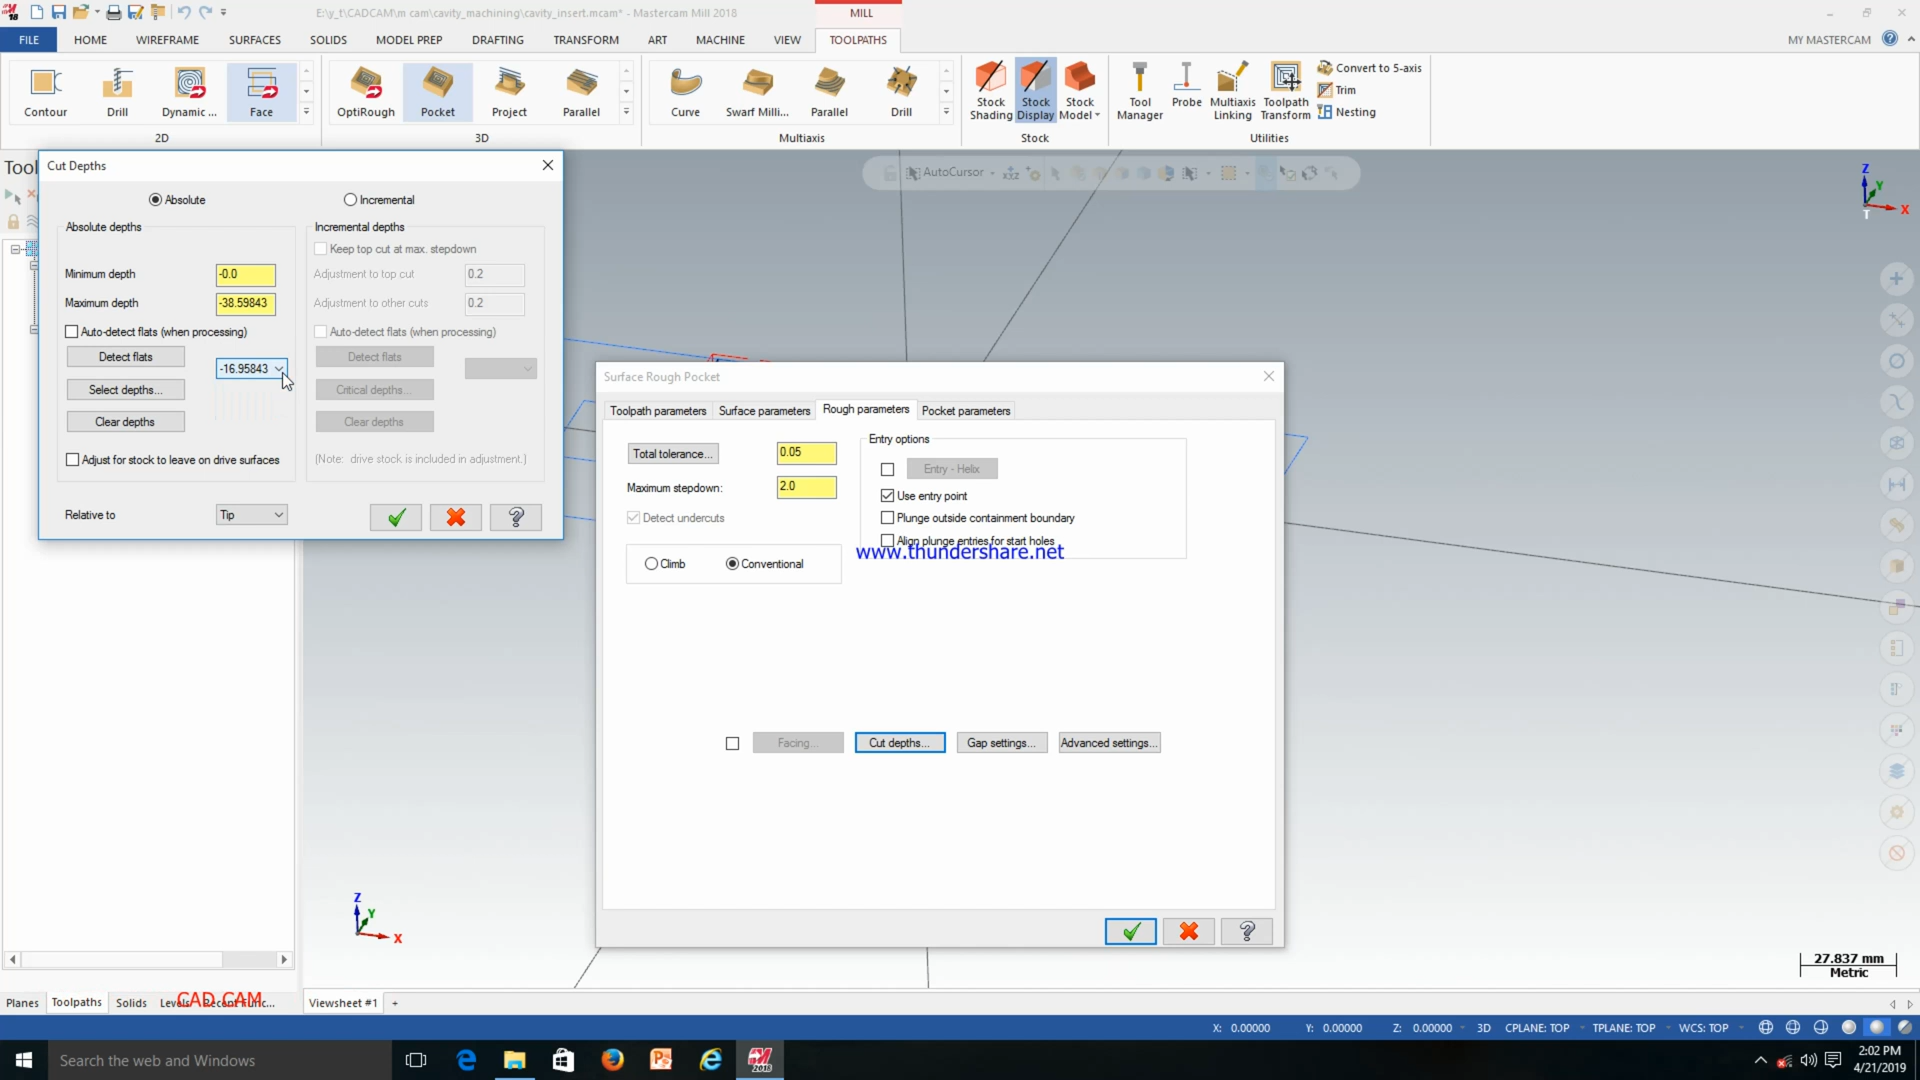 E:\y_t\CADCAM\m cam\cavity_machining\cavity_insert.mcam* - Mastercam Mill 2018
MILL
FILE
HOME
WIREFRAME
SURFACES
SOLIDS
MODEL PREP
DRAFTING
TRANSFORM
ART
MACHINE
VIEW
TOOLPATHS
MY MASTERCAM
Contour
Drill
Dynamic ...
Face
2D
OptiRough
Pocket
Project
Parallel
3D
Curve
Swarf Milli...
Parallel
Drill
Multiaxis
Stock Shading
Stock Display
Stock Model
Stock
Tool Manager
Probe
Multiaxis Linking
Toolpath Transform
Convert to 5-axis
Trim
Nesting
Utilities
AutoCursor
Cut Depths
Absolute
Incremental
Absolute depths
Minimum depth
-0.0
Maximum depth
-38.59843
Auto-detect flats (when processing)
Detect flats
-16.95843
Select depths...
Clear depths
Adjust for stock to leave on drive surfaces
Relative to
Tip
Incremental depths
Keep top cut at max. stepdown
Adjustment to top cut
0.2
Adjustment to other cuts
0.2
Auto-detect flats (when processing)
Detect flats
Critical depths...
Clear depths
(Note: drive stock is included in adjustment.)
Surface Rough Pocket
Toolpath parameters
Surface parameters
Rough parameters
Pocket parameters
Total tolerance...
0.05
Maximum stepdown:
2.0
Detect undercuts
Climb
Conventional
Entry options
Entry - Helix
Use entry point
Plunge outside containment boundary
Align plunge entries for start holes
www.thundershare.net
Facing...
Cut depths...
Gap settings...
Advanced settings...
Z
Y
X
T
Z
Y
X
27.837 mm
Metric
Planes
Toolpaths
Solids
CAD CAM
Viewsheet #1
+
X: 0.00000
Y: 0.00000
Z: 0.00000
3D
CPLANE: TOP
TPLANE: TOP
WCS: TOP
Search the web and Windows
2:02 PM
4/21/2019